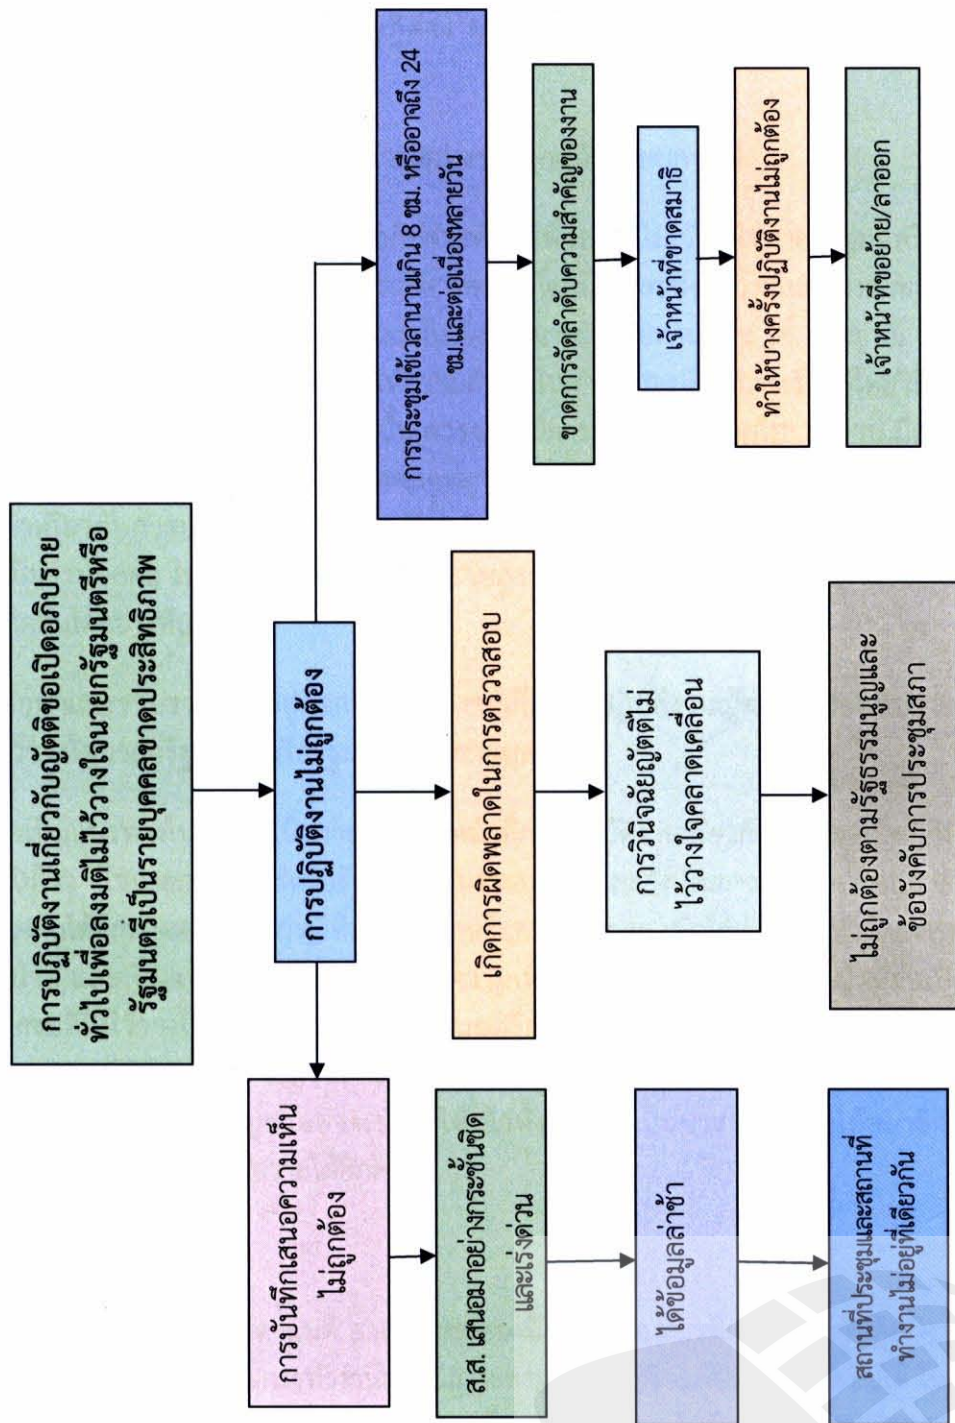 การปฏิบัติงานเกี่ยวกับญัตติขอเปิดอภิปราย
ทั่วไปเพื่อลงมติไม่ไว้วางใจนายกรัฐมนตรีหรือ
รัฐมนตรีเป็นรายบุคคลขาดประสิทธิภาพ
การปฏิบัติงานไม่ถูกต้อง
การบันทึกเสนอความเห็น
ไม่ถูกต้อง
ส.ส. เสนอมาอย่างกระชั้นชิด
และเร่งด่วน
ได้ข้อมูลล่าช้า
สถานที่ประชุมและสถานที่
ทำงานไม่อยู่ที่เดียวกัน
เกิดการผิดพลาดในการตรวจสอบ
การวินิจฉัยญัตติไม่
ไว้วางใจคลาดเคลื่อน
ไม่ถูกต้องตามรัฐธรรมนูญและ
ข้อบังคับการประชุมสภา
การประชุมใช้เวลานานเกิน 8 ชม. หรืออาจถึง 24
ชม.และต่อเนื่องหลายวัน
ขาดการจัดลำดับความสำคัญของงาน
เจ้าหน้าที่ขาดสมาธิ
ทำให้บางครั้งปฏิบัติงานไม่ถูกต้อง
เจ้าหน้าที่ขอย้าย/ลาออก